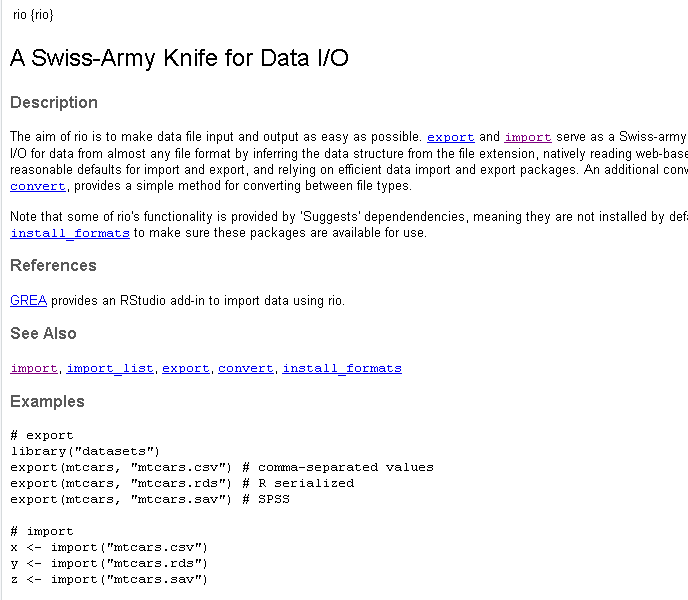 rio {rio}
A Swiss-Army Knife for Data I/O
Description
The aim of rio is to make data file input and output as easy as possible. export and import serve as a Swiss-army
I/O for data from almost any file format by inferring the data structure from the file extension, natively reading web-base
reasonable defaults for import and export, and relying on efficient data import and export packages. An additional conv
convert, provides a simple method for converting between file types.
Note that some of rio's functionality is provided by 'Suggests' dependendencies, meaning they are not installed by defa
install_formats to make sure these packages are available for use.
References
GREA provides an RStudio add-in to import data using rio.
See Also
import, import_list, export, convert, install_formats
Examples
# export
library("datasets")
export(mtcars, "mtcars.csv") # comma-separated values
export(mtcars, "mtcars.rds") # R serialized
export(mtcars, "mtcars.sav") # SPSS
# import
x <- import("mtcars.csv")
y <- import("mtcars.rds")
z <- import("mtcars.sav")